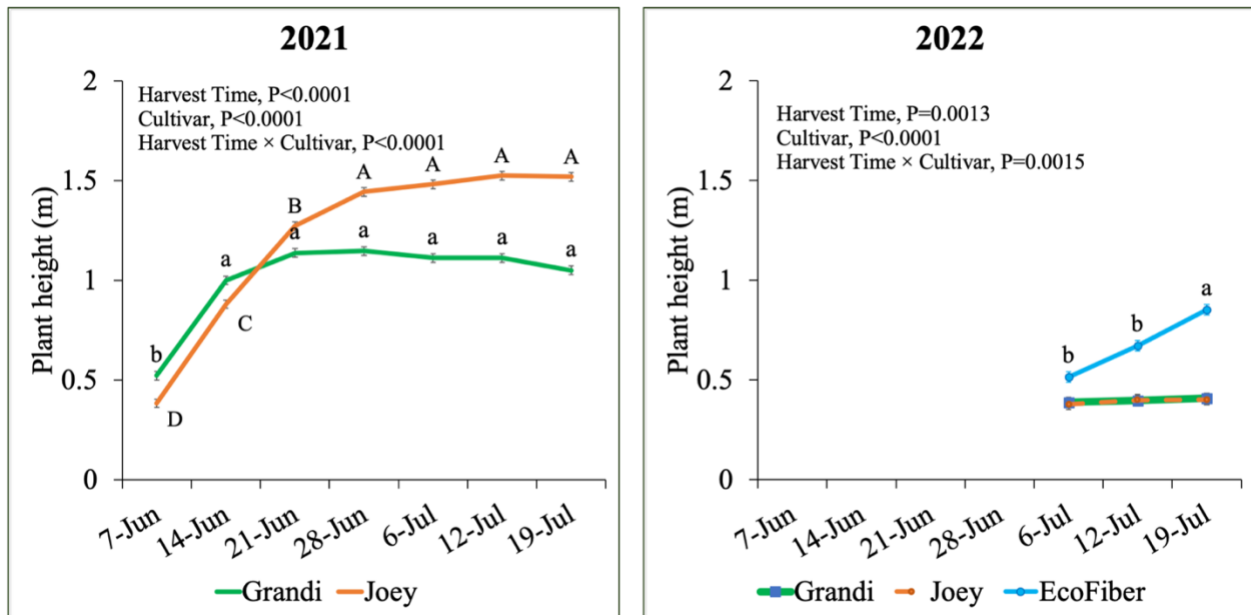 2021
2
Harvest Time, P<0.0001
Cultivar, P<0.0001
Harvest Time × Cultivar, P<0.0001
A
A
A
A
1.5
B
a
a
a
a
a
a
1
C
b
0.5
D
0
Plant height (m)
7-Jun
14-Jun
21-Jun
28-Jun
6-Jul
12-Jul
19-Jul
Grandi
Joey
2022
2
Harvest Time, P=0.0013
Cultivar, P<0.0001
Harvest Time × Cultivar, P=0.0015
1.5
1
a
b
b
0.5
0
Plant height (m)
7-Jun
14-Jun
21-Jun
28-Jun
6-Jul
12-Jul
19-Jul
Grandi
Joey
EcoFiber